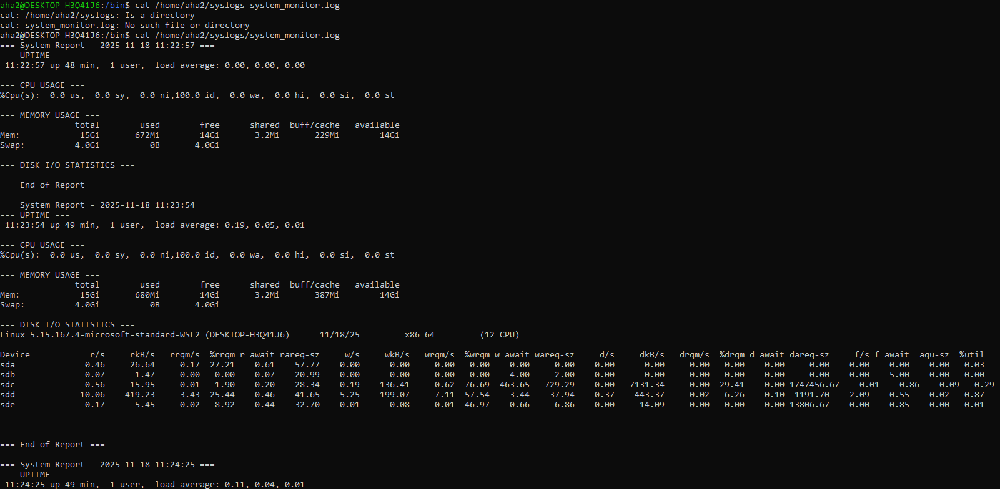 aha2@DESKTOP-H3Q41J6:/bin$ cat /home/aha2/syslogs system_monitor.log
cat: /home/aha2/syslogs: Is a directory
cat: system_monitor.log: No such file or directory
aha2@DESKTOP-H3Q41J6:/bin$ cat /home/aha2/syslogs/system_monitor.log
=== System Report - 2025-11-18 11:22:57 ===
--- UPTIME ---
 11:22:57 up 48 min,  1 user,  load average: 0.00, 0.00, 0.00

--- CPU USAGE ---
%Cpu(s):  0.0 us,  0.0 sy,  0.0 ni,100.0 id,  0.0 wa,  0.0 hi,  0.0 si,  0.0 st

--- MEMORY USAGE ---
               total        used        free      shared  buff/cache   available
Mem:            15Gi       672Mi        14Gi       3.2Mi       229Mi        14Gi
Swap:          4.0Gi          0B       4.0Gi

--- DISK I/O STATISTICS ---

=== End of Report ===

=== System Report - 2025-11-18 11:23:54 ===
--- UPTIME ---
 11:23:54 up 49 min,  1 user,  load average: 0.19, 0.05, 0.01

--- CPU USAGE ---
%Cpu(s):  0.0 us,  0.0 sy,  0.0 ni,100.0 id,  0.0 wa,  0.0 hi,  0.0 si,  0.0 st

--- MEMORY USAGE ---
               total        used        free      shared  buff/cache   available
Mem:            15Gi       680Mi        14Gi       3.2Mi       387Mi        14Gi
Swap:          4.0Gi          0B       4.0Gi

--- DISK I/O STATISTICS ---
Linux 5.15.167.4-microsoft-standard-WSL2 (DESKTOP-H3Q41J6)      11/18/25        _x86_64_        (12 CPU)

Device            r/s     rkB/s   rrqm/s  %rrqm r_await rareq-sz     w/s     wkB/s   wrqm/s  %wrqm w_await wareq-sz     d/s     dkB/s   drqm/s  %drqm d_await dareq-sz     f/s f_await  aqu-sz  %util
sda              0.46     26.64     0.17  27.21    0.61    57.77    0.00      0.00     0.00   0.00    0.00     0.00    0.00      0.00     0.00   0.00    0.00     0.00    0.00    0.00    0.00   0.03
sdb              0.07      1.47     0.00   0.00    0.07    20.99    0.00      0.00     0.00   0.00    4.00     2.00    0.00      0.00     0.00   0.00    0.00     0.00    0.00    5.00    0.00   0.00
sdc              0.56     15.95     0.01   1.90    0.20    28.34    0.19    136.41     0.62  76.69  463.65   729.29    0.00   7131.34     0.00  29.41    0.00 1747456.67    0.01    0.86    0.09   0.29
sdd             10.06    419.23     3.43  25.44    0.46    41.65    5.25    199.07     7.11  57.54    3.44    37.94    0.37    443.37     0.02   6.26    0.10  1191.70    2.09    0.55    0.02   0.87
sde              0.17      5.45     0.02   8.92    0.44    32.70    0.01      0.08     0.01  46.97    0.66     6.86    0.00     14.09     0.00   0.00    0.00 13806.67    0.00    0.85    0.00   0.01

=== End of Report ===

=== System Report - 2025-11-18 11:24:25 ===
--- UPTIME ---
 11:24:25 up 49 min,  1 user,  load average: 0.11, 0.04, 0.01